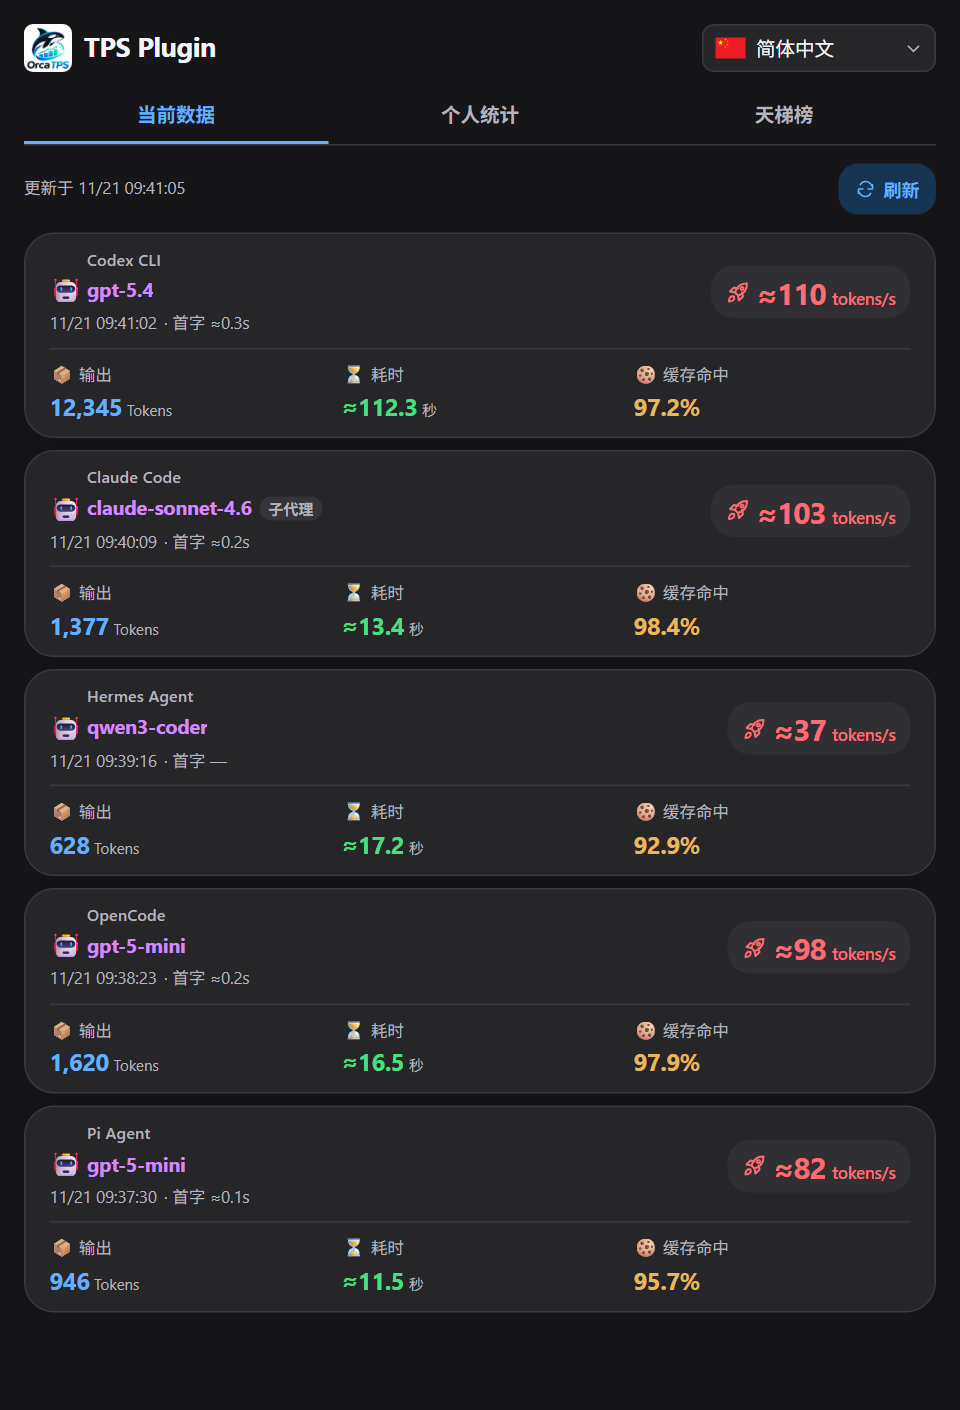 OrcaTPS
TPS Plugin
简体中文
当前数据 个人统计 天梯榜
更新于 11/21 09:41:05
刷新
Codex CLI
gpt-5.4
≈110 tokens/s
11/21 09:41:02 · 首字 ≈0.3s
输出 耗时 缓存命中
12,345 Tokens ≈112.3 秒 97.2%
Claude Code
claude-sonnet-4.6 子代理
≈103 tokens/s
11/21 09:40:09 · 首字 ≈0.2s
输出 耗时 缓存命中
1,377 Tokens ≈13.4 秒 98.4%
Hermes Agent
qwen3-coder
≈37 tokens/s
11/21 09:39:16 · 首字 —
输出 耗时 缓存命中
628 Tokens ≈17.2 秒 92.9%
OpenCode
gpt-5-mini
≈98 tokens/s
11/21 09:38:23 · 首字 ≈0.2s
输出 耗时 缓存命中
1,620 Tokens ≈16.5 秒 97.9%
Pi Agent
gpt-5-mini
≈82 tokens/s
11/21 09:37:30 · 首字 ≈0.1s
输出 耗时 缓存命中
946 Tokens ≈11.5 秒 95.7%